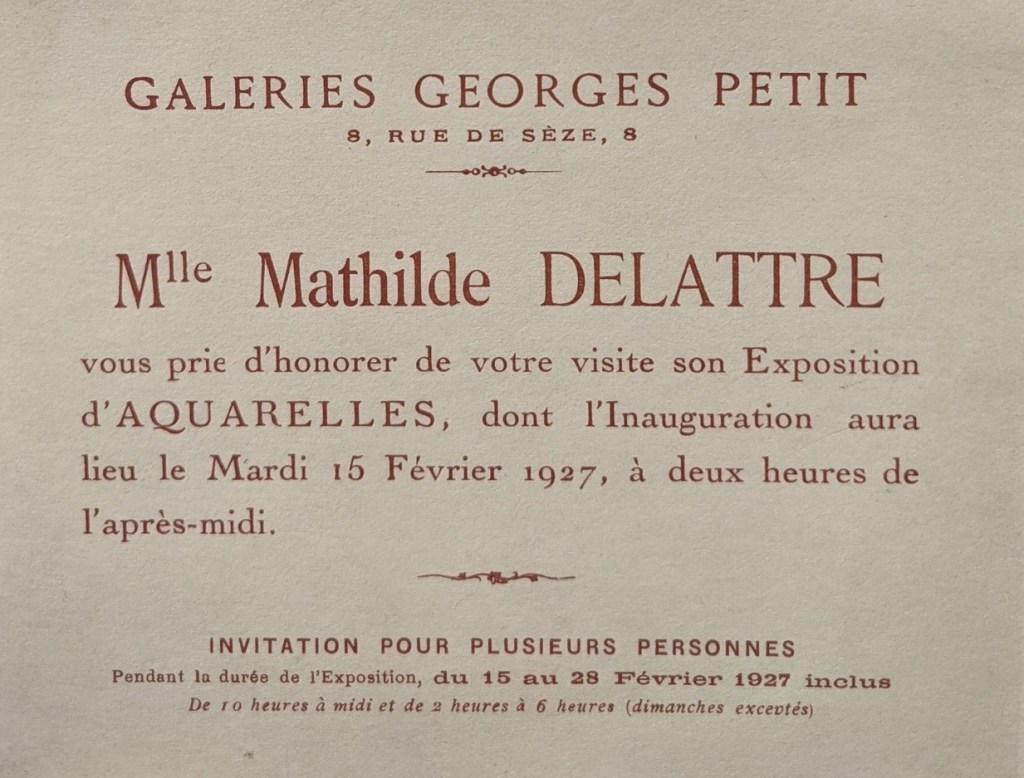 GALERIES GEORGES PETIT
8, RUE DE SÈZE, 8
Mlle Mathilde DELATTRE
vous prie d'honorer de votre visite son Exposition
d'AQUARELLES, dont l'Inauguration aura
lieu le Mardi 15 Février 1927, à deux heures de
l'après-midi.
INVITATION POUR PLUSIEURS PERSONNES
Pendant la durée de l'Exposition, du 15 au 28 Février 1927 inclus
De 10 heures à midi et de 2 heures à 6 heures (dimanches exceptés)